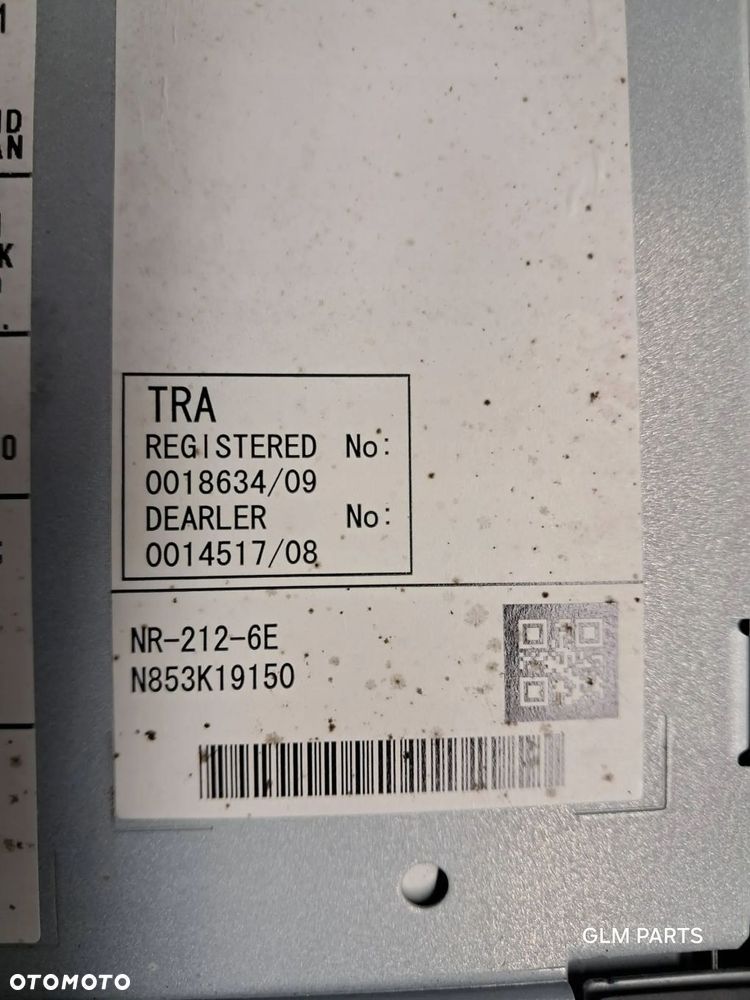 TRA
REGISTERED No:
0018634/09
DEARLER No:
0014517/08
NR-212-6E
N853K19150
GLM PARTS
OTOMOTO